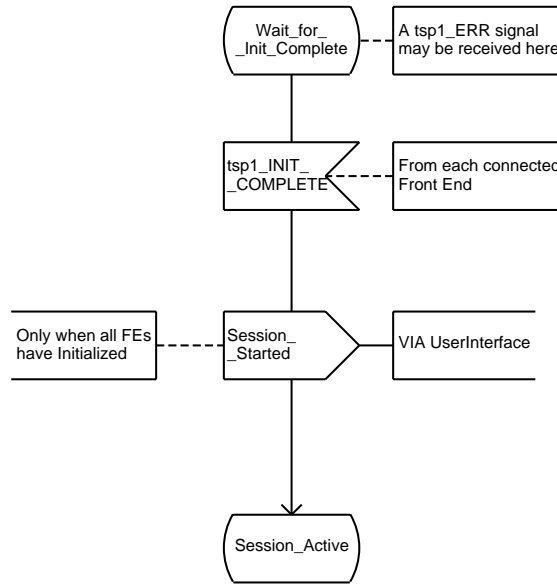 Wait_for_
_Init_Complete
A tsp1_ERR signal
may be received here
tsp1_INIT_
_COMPLETE
From each connected
Front End
Only when all FEs
have Initialized
Session_
_Started
VIA UserInterface
Session_Active